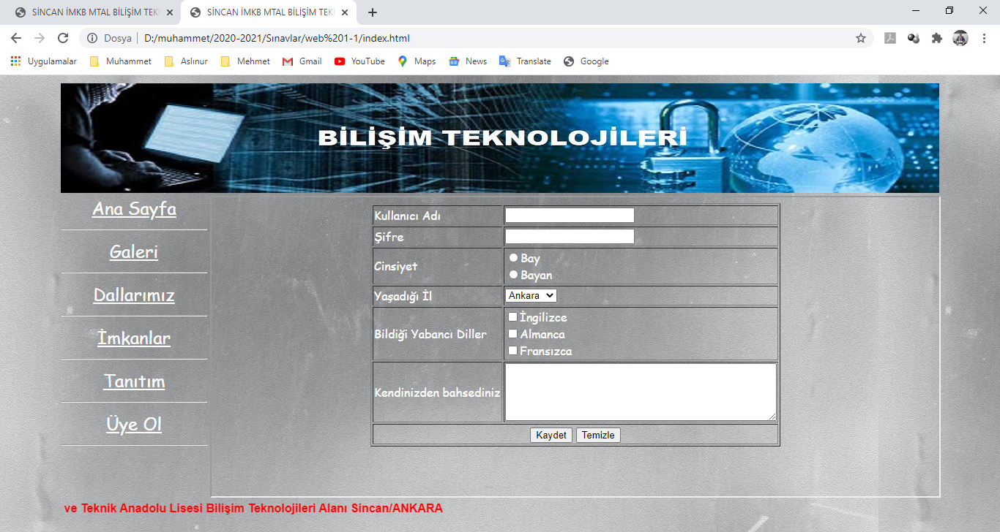 SİNCAN İMKB MTAL BİLİŞİM TEK
SİNCAN İMKB MTAL BİLİŞİM TEK
Dosya D:/muhammet/2020-2021/Sınavlar/web%201-1/index.html
Uygulamalar Muhammet Aslınur Mehmet Gmail YouTube Maps News Translate Google
BİLİŞİM TEKNOLOJİLERİ
Ana Sayfa
Galeri
Dallarımız
İmkanlar
Tanıtım
Üye Ol
Kullanıcı Adı
Şifre
Cinsiyet
Bay
Bayan
Yaşadığı İl
Ankara
Bildiği Yabancı Diller
İngilizce
Almanca
Fransızca
Kendinizden bahsediniz
Kaydet Temizle
ve Teknik Anadolu Lisesi Bilişim Teknolojileri Alanı Sincan/ANKARA